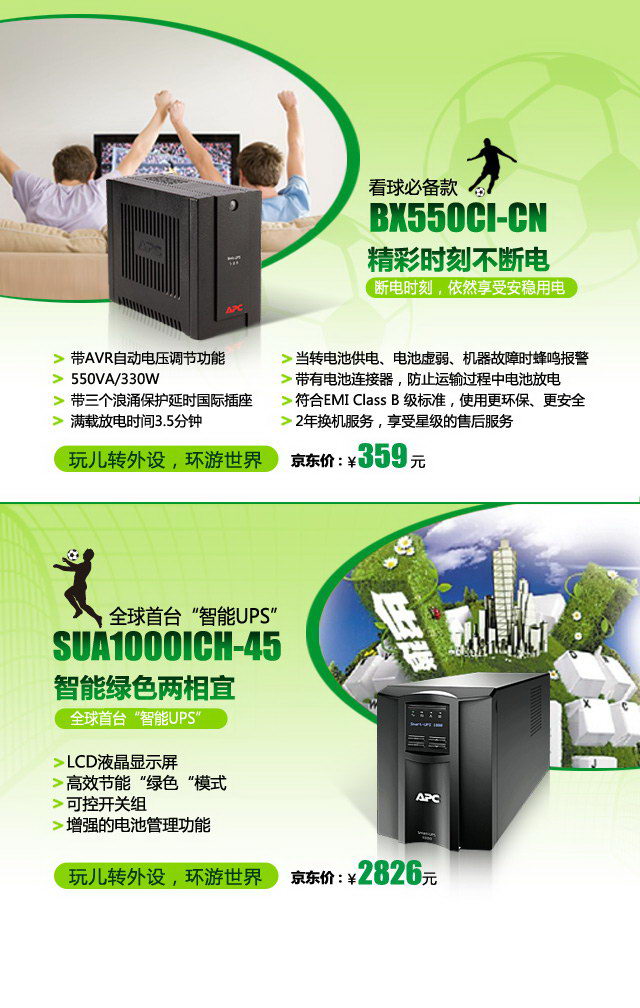 看球必备款
BX550CI-CN
精彩时刻不断电
断电时刻，依然享受安稳用电
APC
APC
> 带AVR自动电压调节功能
> 550VA/330W
> 带三个浪涌保护延时国际插座
> 满载放电时间3.5分钟
> 当转电池供电、电池虚弱、机器故障时蜂鸣报警
> 带有电池连接器，防止运输过程中电池放电
> 符合EMI Class B 级标准，使用更环保、更安全
> 2年换机服务，享受星级的售后服务
玩儿转外设，环游世界
京东价：¥359元
全球首台“智能UPS”
SUA1000ICH-45
智能绿色两相宜
全球首台“智能UPS”
> LCD液晶显示屏
> 高效节能“绿色“模式
> 可控开关组
> 增强的电池管理功能
Smart-UPS 1000
APC
玩儿转外设，环游世界
京东价：¥2826元